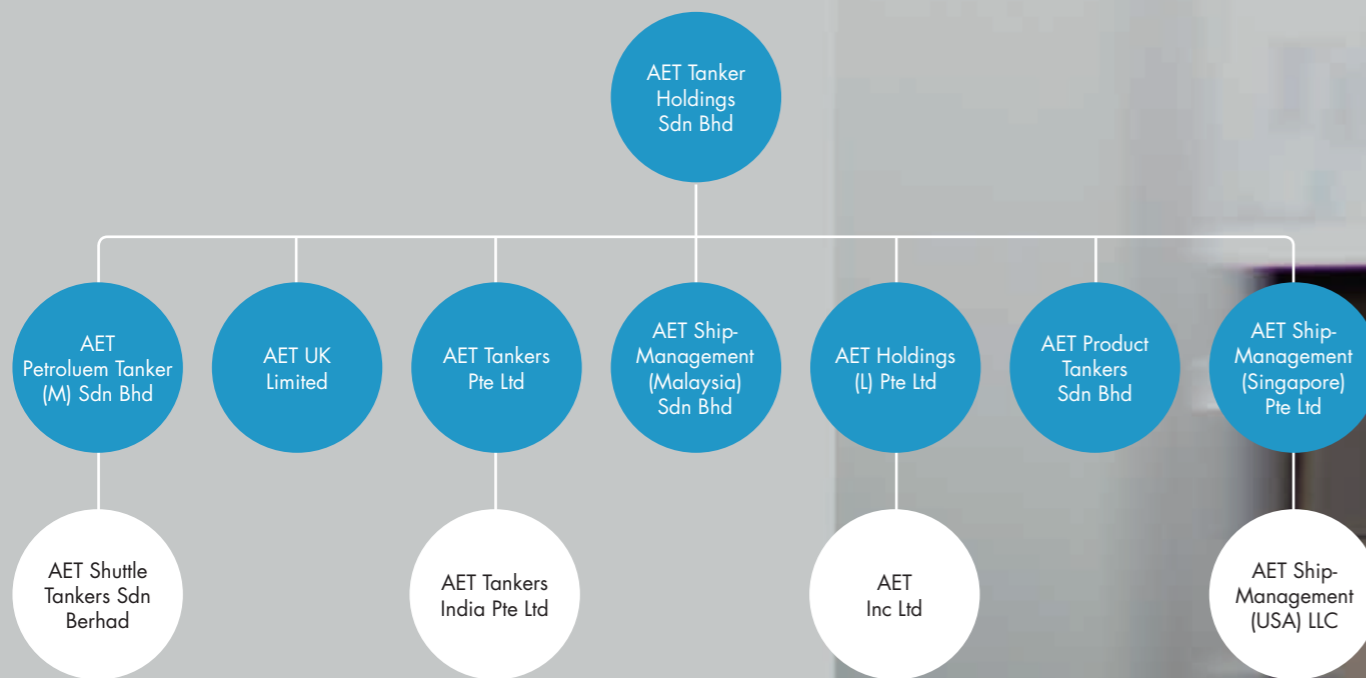 AET Tanker
Holdings
Sdn Bhd
AET
Petroluem Tanker
(M) Sdn Bhd
AET UK
Limited
AET Tankers
Pte Ltd
AET Ship-
Management
(Malaysia)
Sdn Bhd
AET Holdings
(L) Pte Ltd
AET Product
Tankers
Sdn Bhd
AET Ship-
Management
(Singapore)
Pte Ltd
AET Shuttle
Tankers Sdn
Berhad
AET Tankers
India Pte Ltd
AET
Inc Ltd
AET Ship-
Management
(USA) LLC